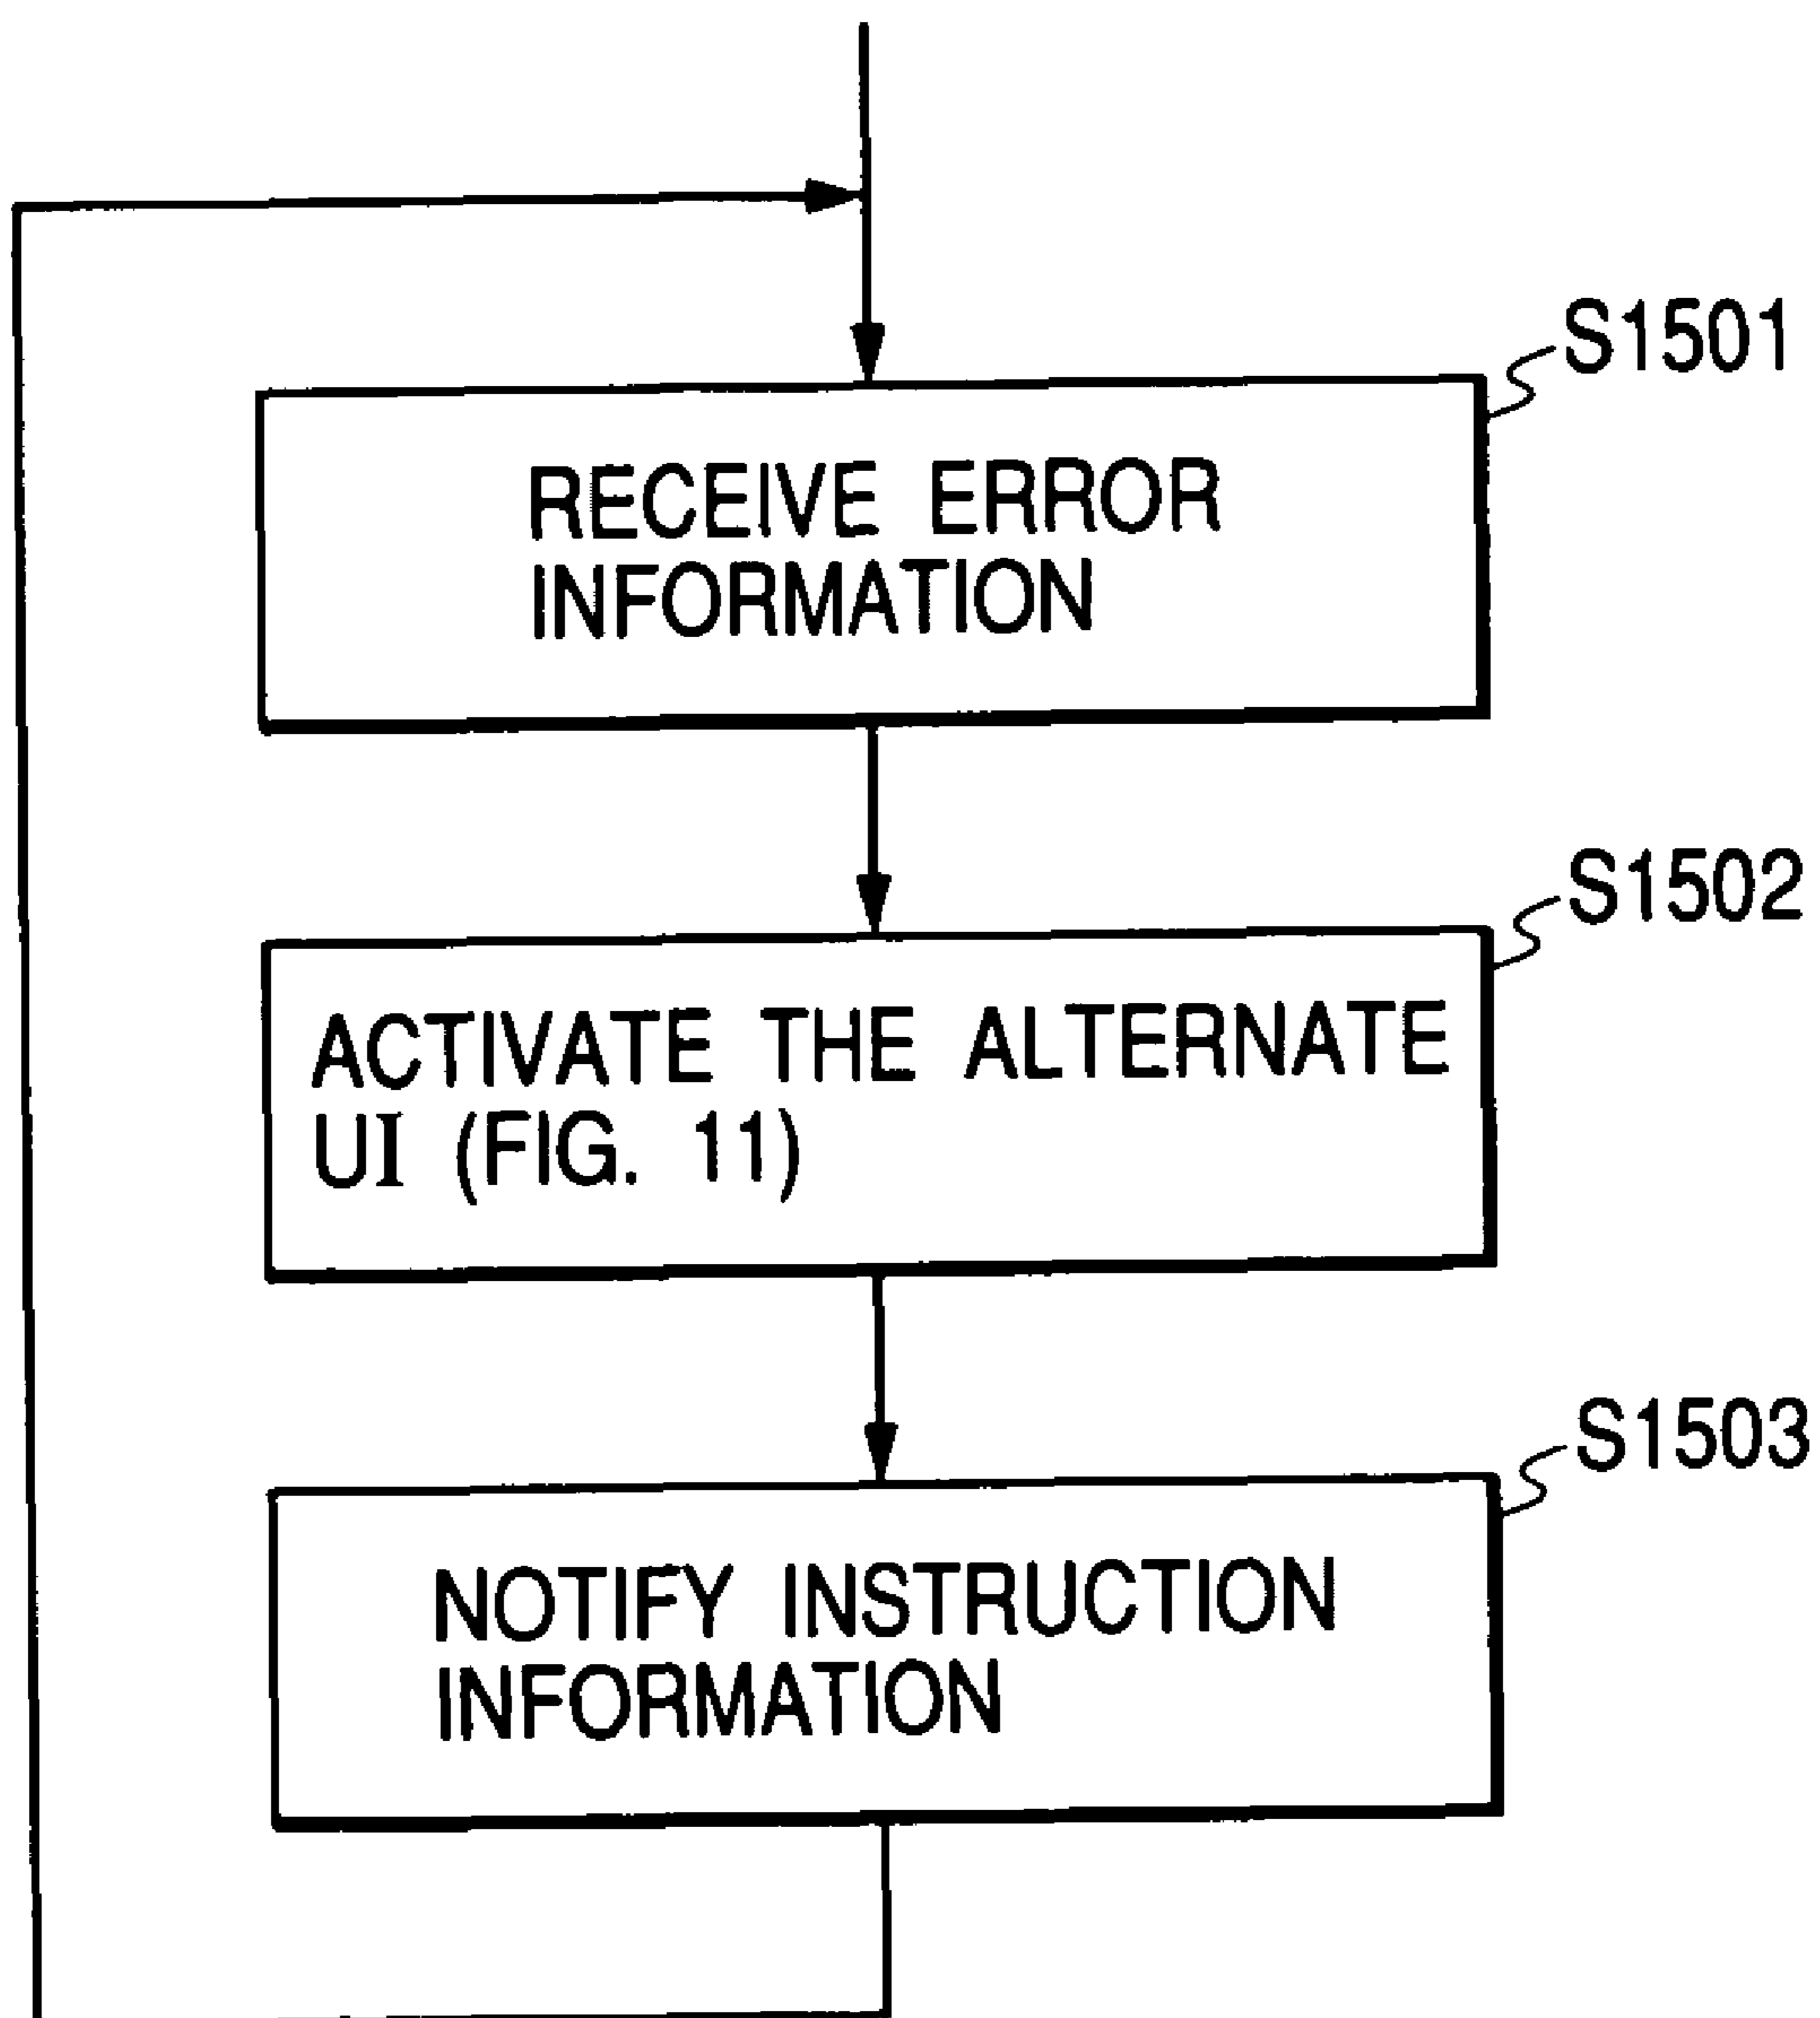 S1501
RECEIVE ERROR
INFORMATION
S1502
ACTIVATE THE ALTERNATE
UI (FIG. 11)
S1503
NOTIFY INSTRUCTION
INFORMATION